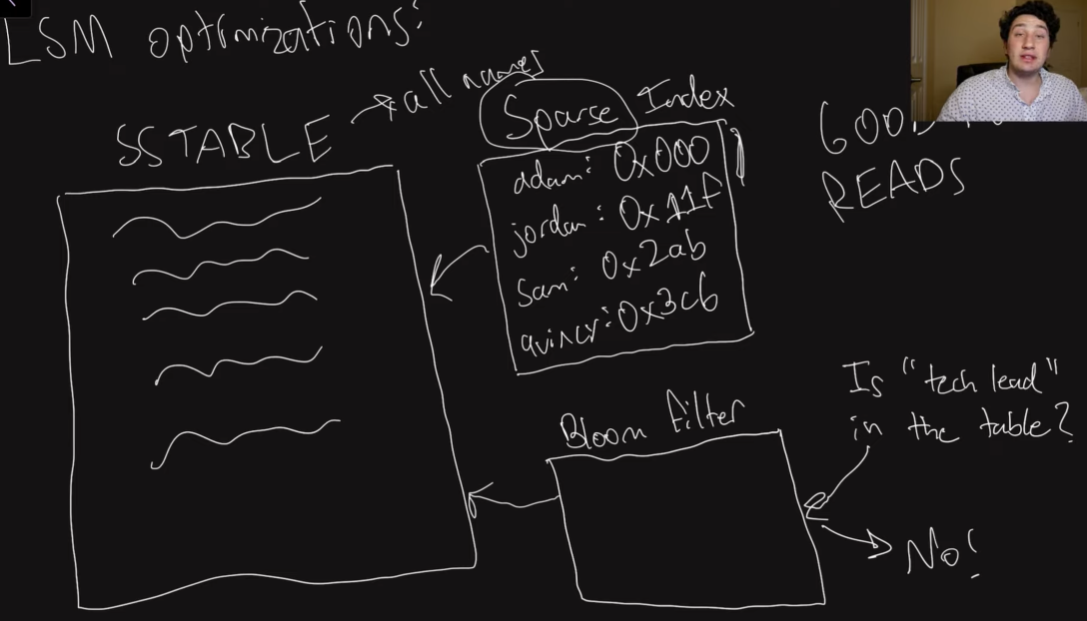 LSM optimizations:
SSTABLE
all names
Sparse Index
adam: 0x000
jordan: 0x11f
Sam: 0x2ab
quincy: 0x3c6
GOOD
READS
Bloom filter
Is "tech lead"
in the table?
No!